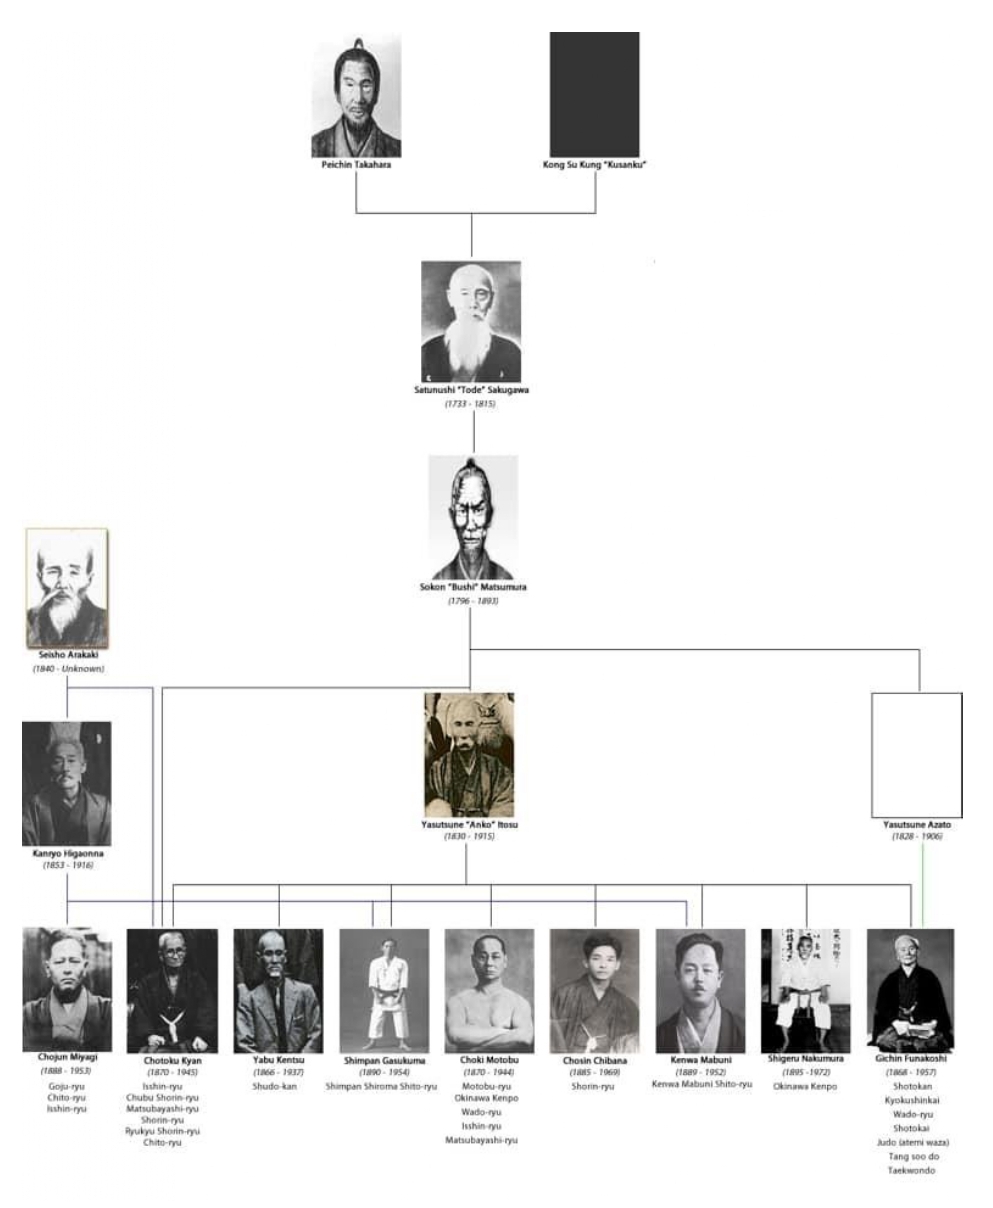 Peichin Takahara
Kong Su Kung "Kusanku"
Satunushi "Tode" Sakugawa
(1733 - 1815)
Sokon "Bushi" Matsumura
(1796 - 1893)
Seisho Arakaki
(1840 - Unknown)
Yasutsune "Anko" Itosu
(1830 - 1915)
Yasutsune Azato
(1828 - 1906)
Kanryo Higaonna
(1853 - 1916)
Chojun Miyagi
(1888 - 1953)
Goju-ryu
Chito-ryu
Isshin-ryu
Chotoku Kyan
(1870 - 1945)
Isshin-ryu
Chubu Shorin-ryu
Matsubayashi-ryu
Shorin-ryu
Ryukyu Shorin-ryu
Chito-ryu
Yabu Kentsu
(1866 - 1937)
Shudo-kan
Shimpan Gasukuma
(1890 - 1954)
Shimpan Shiroma Shito-ryu
Choki Motobu
(1870 - 1944)
Motobu-ryu
Okinawa Kenpo
Wado-ryu
Isshin-ryu
Matsubayashi-ryu
Chosin Chibana
(1885 - 1969)
Shorin-ryu
Kenwa Mabuni
(1889 - 1952)
Kenwa Mabuni Shito-ryu
Shigeru Nakumura
(1895 -1972)
Okinawa Kenpo
Gichin Funakoshi
(1868 - 1957)
Shotokan
Kyokushinkai
Wado-ryu
Shotokai
Judo (atemi waza)
Tang soo do
Taekwondo